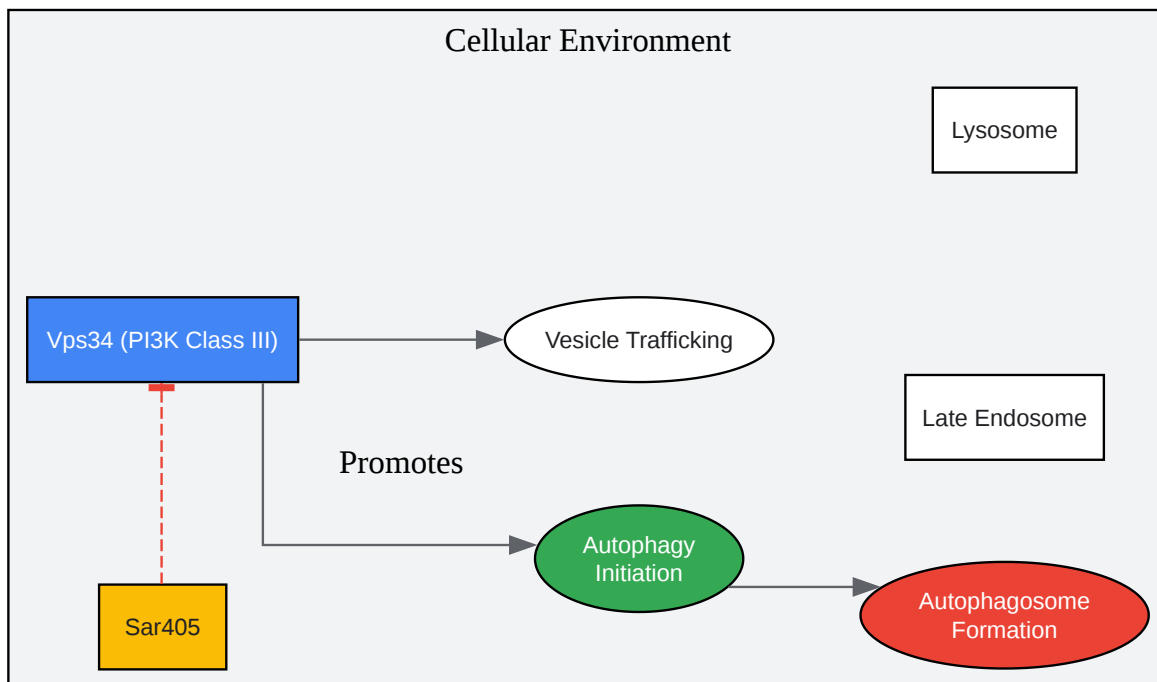 Cellular Environment
Lysosome
Vps34 (PI3K Class III)
Vesicle Trafficking
Late Endosome
Promotes
Autophagy
Initiation
Autophagosome
Formation
Sar405